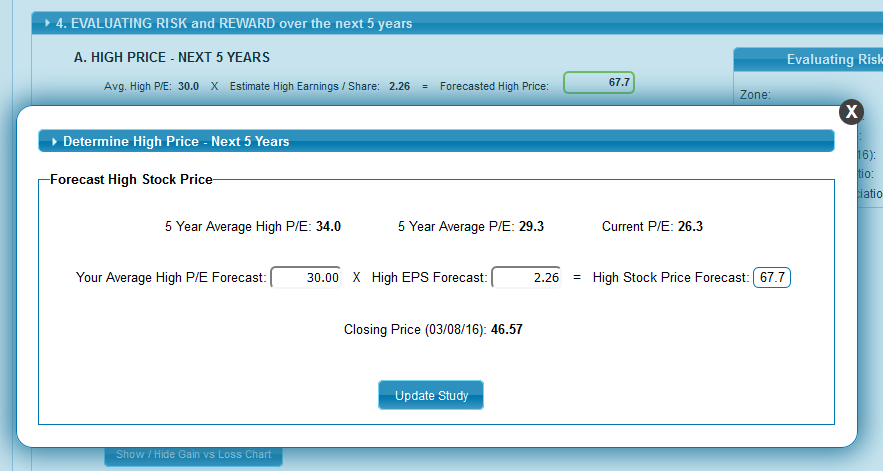 4. EVALUATING RISK and REWARD over the next 5 years
A. HIGH PRICE - NEXT 5 YEARS
Evaluating Risk
Avg. High P/E: 30.0 X Estimate High Earnings / Share: 2.26 = Forecasted High Price: 67.7
Zone:
X
Determine High Price - Next 5 Years
16):
Forecast High Stock Price
tio:
ciatio
5 Year Average High P/E: 34.0 5 Year Average P/E: 29.3 Current P/E: 26.3
Your Average High P/E Forecast: 30.00 X High EPS Forecast: 2.26 = High Stock Price Forecast: 67.7
Closing Price (03/08/16): 46.57
Update Study
Show / Hide Gain vs Loss Chart